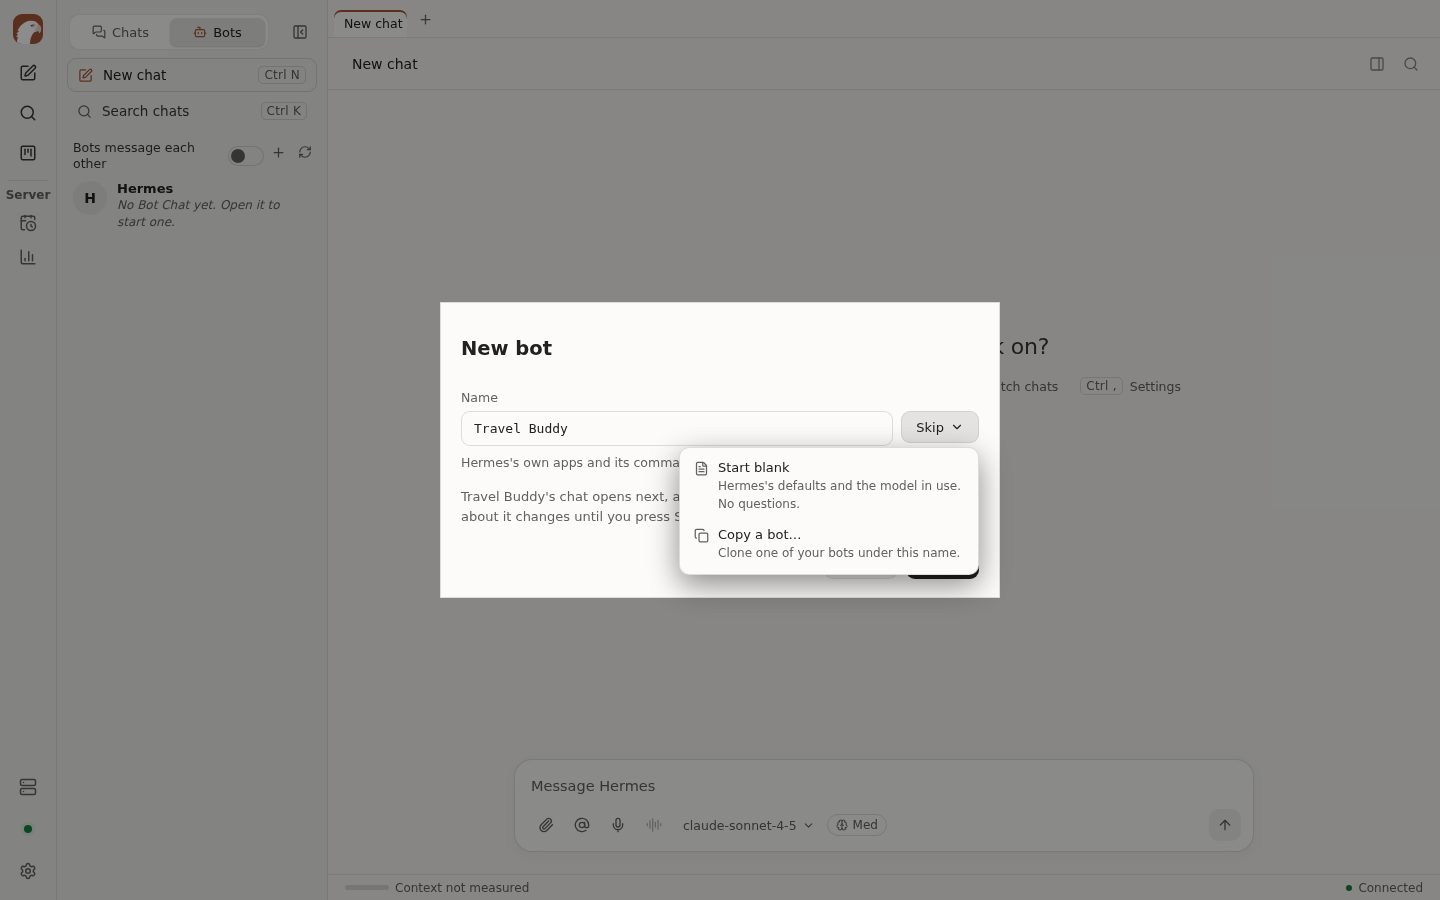 Chats
Bots
New chat
Ctrl N
Search chats
Ctrl K
Bots message each
other
H
Hermes
No Bot Chat yet. Open it to
start one.
Server
New chat
New chat
on?
chats
Ctrl ,
Settings
New bot
Name
Travel Buddy
Skip
Hermes's own apps and its
Travel Buddy's chat opens next,
about it changes until you press
Start blank
Hermes's defaults and the model in use.
No questions.
Copy a bot…
Clone one of your bots under this name.
Message Hermes
claude-sonnet-4-5
Med
Context not measured
Connected